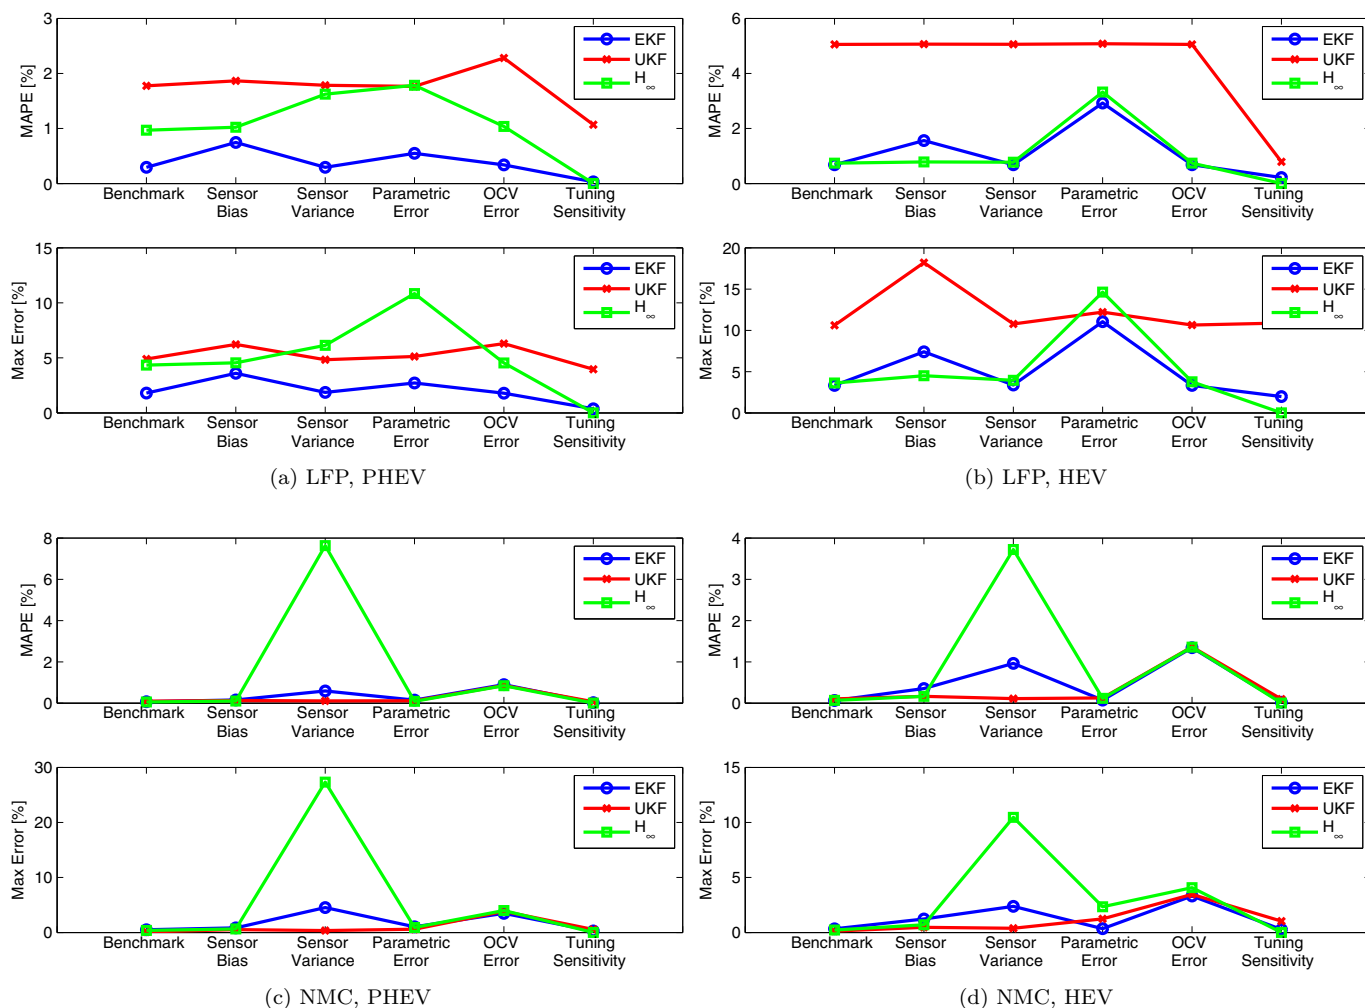 MAPE [%]
3
2
1
0
EKF
UKF
H∞
Benchmark
Sensor Bias
Sensor Variance
Parametric Error
OCV Error
Tuning Sensitivity
Max Error [%]
15
10
5
0
EKF
UKF
H∞
Benchmark
Sensor Bias
Sensor Variance
Parametric Error
OCV Error
Tuning Sensitivity
(a) LFP, PHEV
MAPE [%]
6
4
2
0
EKF
UKF
H∞
Benchmark
Sensor Bias
Sensor Variance
Parametric Error
OCV Error
Tuning Sensitivity
Max Error [%]
20
15
10
5
0
EKF
UKF
H∞
Benchmark
Sensor Bias
Sensor Variance
Parametric Error
OCV Error
Tuning Sensitivity
(b) LFP, HEV
MAPE [%]
8
6
4
2
0
EKF
UKF
H∞
Benchmark
Sensor Bias
Sensor Variance
Parametric Error
OCV Error
Tuning Sensitivity
Max Error [%]
30
20
10
0
EKF
UKF
H∞
Benchmark
Sensor Bias
Sensor Variance
Parametric Error
OCV Error
Tuning Sensitivity
(c) NMC, PHEV
MAPE [%]
4
3
2
1
0
EKF
UKF
H∞
Benchmark
Sensor Bias
Sensor Variance
Parametric Error
OCV Error
Tuning Sensitivity
Max Error [%]
15
10
5
0
EKF
UKF
H∞
Benchmark
Sensor Bias
Sensor Variance
Parametric Error
OCV Error
Tuning Sensitivity
(d) NMC, HEV